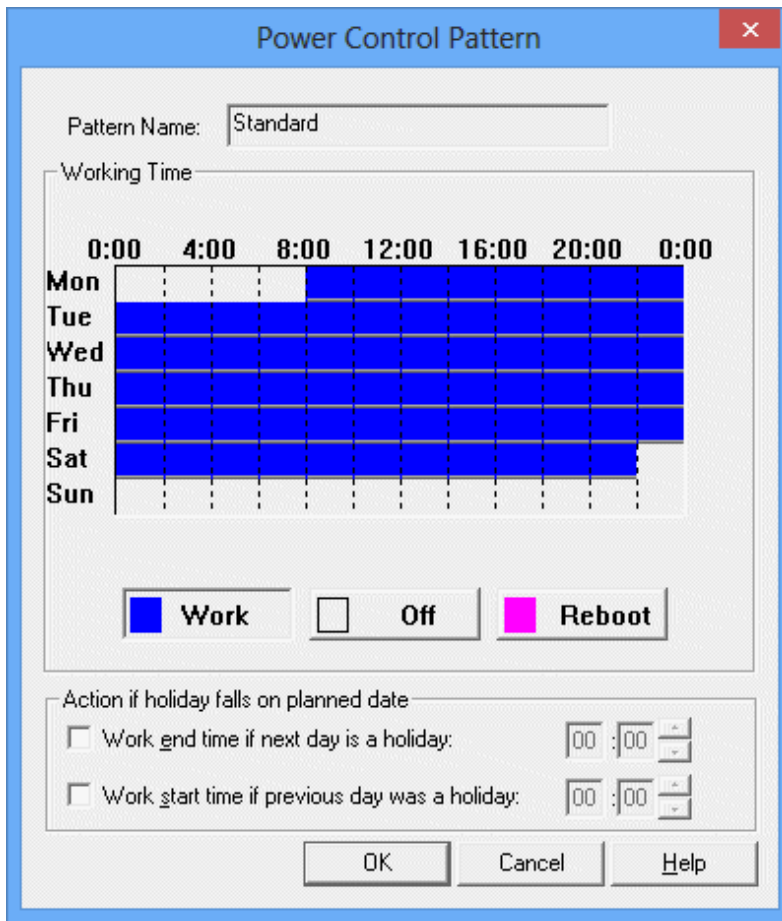 Power Control Pattern
Pattern Name: Standard
Working Time
0:00 4:00 8:00 12:00 16:00 20:00 0:00
Mon
Tue
Wed
Thu
Fri
Sat
Sun
Work Off Reboot
Action if holiday falls on planned date
Work end time if next day is a holiday: 00 :00
Work start time if previous day was a holiday: 00 :00
OK Cancel Help